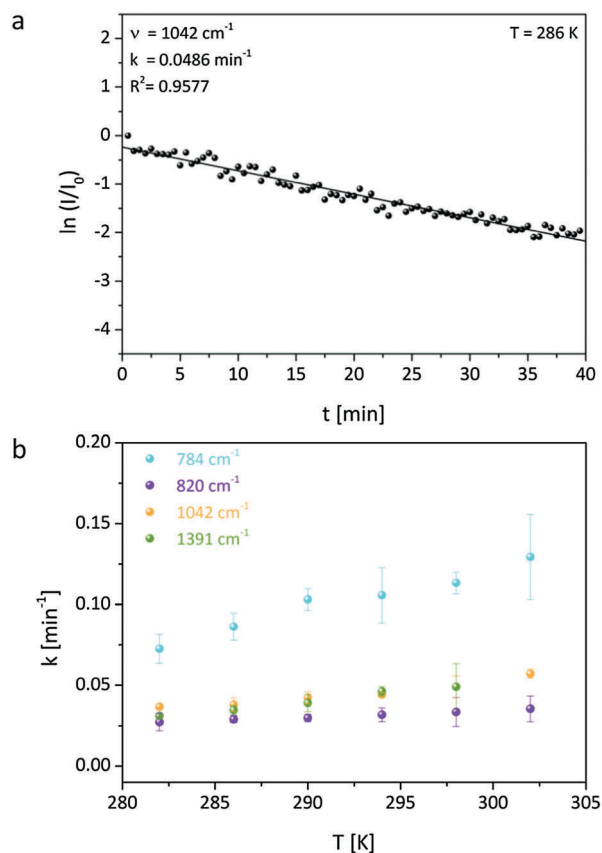 a
ν = 1042 cm⁻¹
T = 286 K
k = 0.0486 min⁻¹
R²= 0.9577
2
1
0
-1
-2
-3
-4
ln (I/I₀)
0 5 10 15 20 25 30 35 40
t [min]
b
0.20
0.15
0.10
0.05
0.00
k [min⁻¹]
784 cm⁻¹
820 cm⁻¹
1042 cm⁻¹
1391 cm⁻¹
280 285 290 295 300 305
T [K]